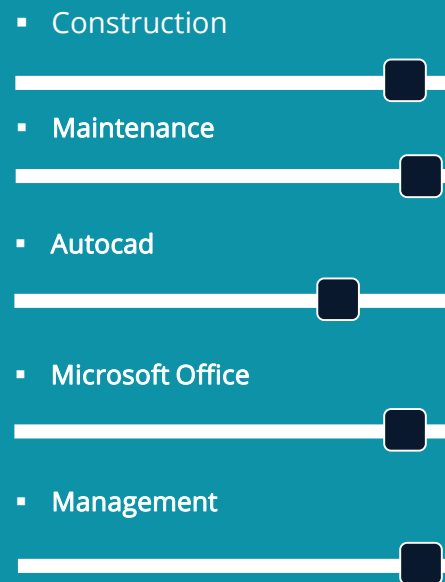 ▪ Construction
▪ Maintenance
▪ Autocad
▪ Microsoft Office
▪ Management